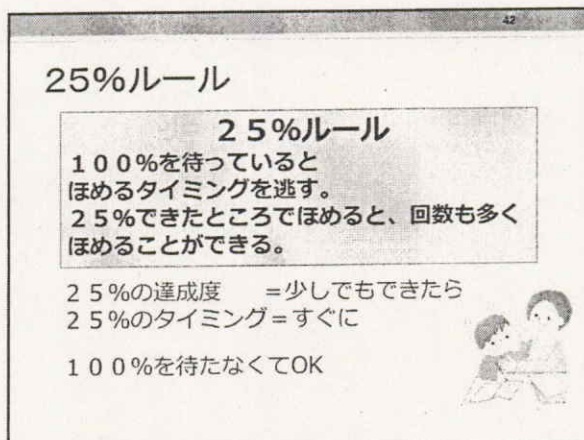 42
25%ルール
25%ルール
100%を待っていると
ほめるタイミングを逃す。
25%できたところでほめると、回数も多く
ほめることができる。
25%の達成度　＝少しでもできたら
25%のタイミング＝すぐに
100%を待たなくてOK